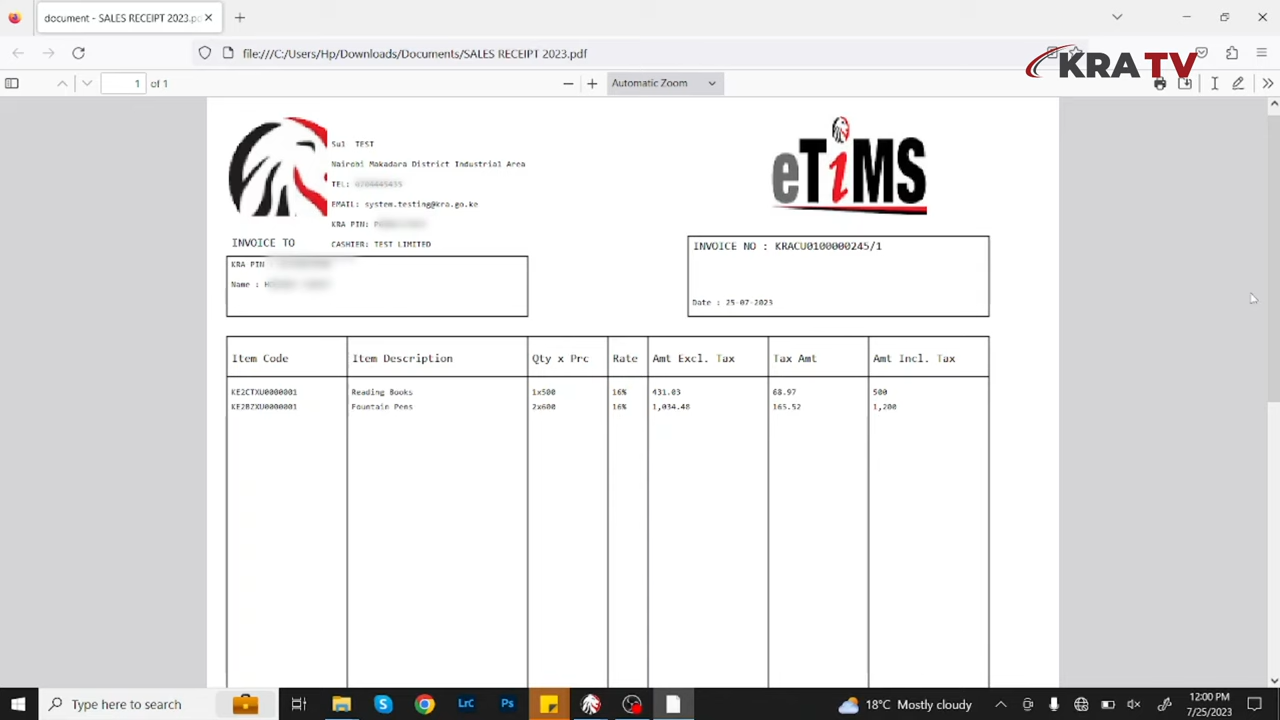 document - SALES RECEIPT 2023.pd
file:///C:/Users/Hp/Downloads/Documents/SALES RECEIPT 2023.pdf
KRA TV
1 of 1
Automatic Zoom
Su1 TEST
Nairobi Makadara District Industrial Area
TEL:
EMAIL: system.testing@kra.go.ke
KRA PIN: P
CASHIER: TEST LIMITED
eTiMS
INVOICE TO
KRA PIN
Name : H
INVOICE NO : KRACU0100000245/1
Date : 25-07-2023
Item Code Item Description Qty x Prc Rate Amt Excl. Tax Tax Amt Amt Incl. Tax
KE2CTXU0000001 Reading Books 1x500 16% 431.03 68.97 500
KE2BZXU0000001 Fountain Pens 2x600 16% 1,034.48 165.52 1,200
Type here to search
LrC
Ps
18°C Mostly cloudy
12:00 PM
7/25/2023